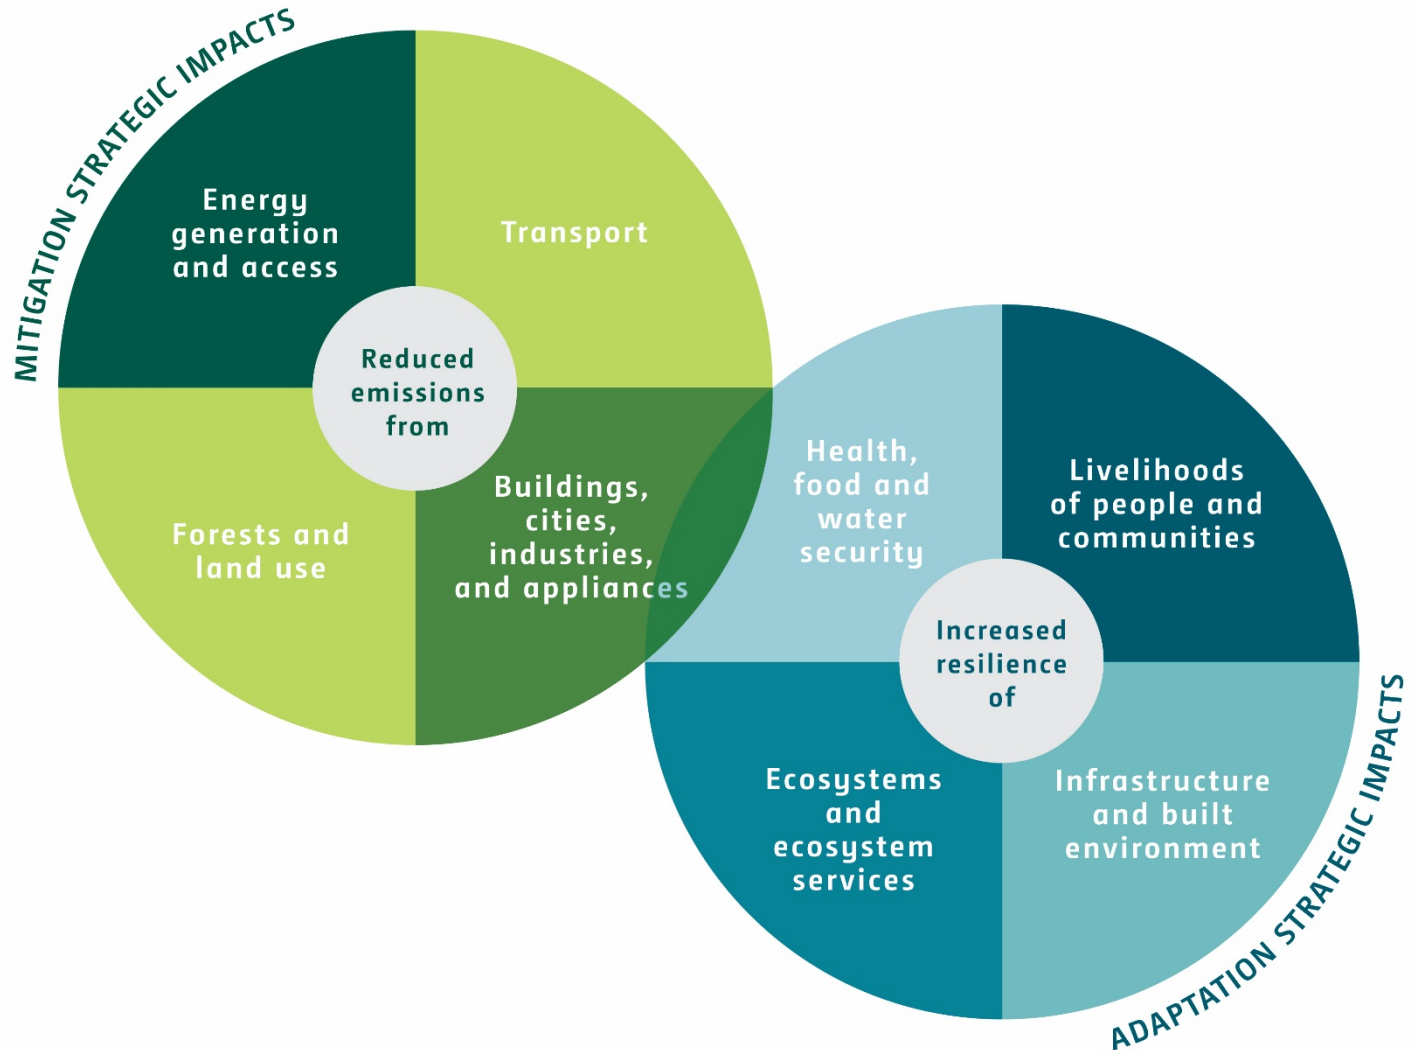 MITIGATION STRATEGIC IMPACTS
Energy
generation
and access
Transport
Reduced
emissions
from
Forests and
land use
Buildings,
cities,
industries,
and appliances
Health,
food and
water
security
Livelihoods
of people and
communities
Increased
resilience
of
Ecosystems
and
ecosystem
services
Infrastructure
and built
environment
ADAPTATION STRATEGIC IMPACTS